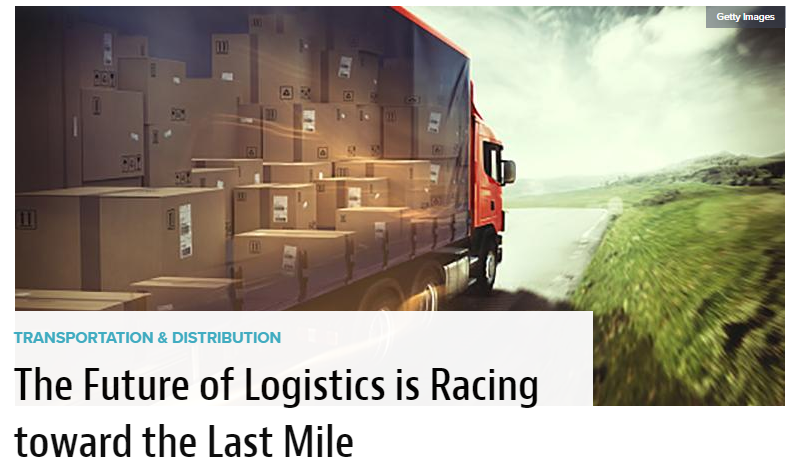 Getty Images
TRANSPORTATION & DISTRIBUTION
The Future of Logistics is Racing
toward the Last Mile